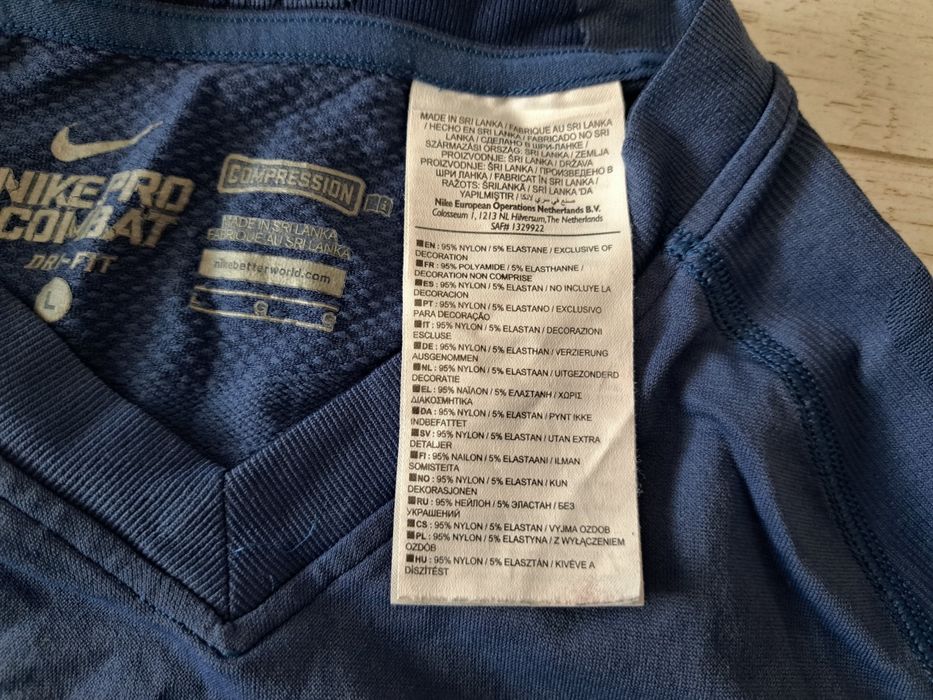 NIKE PRO
COMBAT
DRI-FIT
L
COMPRESSION
MADE IN SRI LANKA
FABRIQUE AU SRI LANKA
nikebetterworld.com
G
MADE IN SRI LANKA / FABRIQUE AU SRI LANKA
/ HECHO EN SRI LANKA / FABRICADO NO SRI
LANKA / СДЕЛАНО В ШРИ-ЛАНКЕ /
SZÁRMAZÁSI ORSZÁG: SRI LANKA / ZEMLJA
PROIZVODNJE: ŠRI LANKA / DRŽAVA
PROIZVODNJE: ŠRI LANKA / ПРОИЗВЕДЕНО В
ШРИ ЛАНКА / FABRICAT ÎN SRI LANKA /
RAŽOTS: ŠRILANKĀ / SRI LANKA 'DA
YAPILMIŞTIR / صنع في سري لانكا
Nike European Operations Netherlands B.V.
Colosseum 1, 1213 NL Hilversum, The Netherlands
SAF# 1329922
EN : 95% NYLON / 5% ELASTANE / EXCLUSIVE OF
DECORATION
FR : 95% POLYAMIDE / 5% ELASTHANNE /
DECORATION NON COMPRISE
ES : 95% NYLON / 5% ELASTAN / NO INCLUYE LA
DECORACION
PT : 95% NYLON / 5% ELASTANO / EXCLUSIVO
PARA DECORAÇÃO
IT : 95% NYLON / 5% ELASTAN / DECORAZIONI
ESCLUSE
DE : 95% NYLON / 5% ELASTHAN / VERZIERUNG
AUSGENOMMEN
NL : 95% NYLON / 5% ELASTAAN / UITGEZONDERD
DECORATIE
EL : 95% ΝΑΪΛΟΝ / 5% ΕΛΑΣΤΑΝΗ / ΧΩΡΙΣ
ΔΙΑΚΟΣΜΗΤΙΚΑ
DA : 95% NYLON / 5% ELASTAN / PYNT IKKE
INDBEFATTET
SV : 95% NYLON / 5% ELASTAN / UTAN EXTRA
DETALJER
FI : 95% NAILON / 5% ELASTAANI / ILMAN
SOMISTEITA
NO : 95% NYLON / 5% ELASTAN / KUN
DEKORASJONEN
RU : 95% НЕЙЛОН / 5% ЭЛАСТАН / БЕЗ
УКРАШЕНИЙ
CS : 95% NYLON / 5% ELASTAN / VYJMA OZDOB
PL : 95% NYLON / 5% ELASTYNA / Z WYŁĄCZENIEM
OZDÓB
HU : 95% NYLON / 5% ELASZTÁN / KIVÉVE A
DÍSZÍTÉST